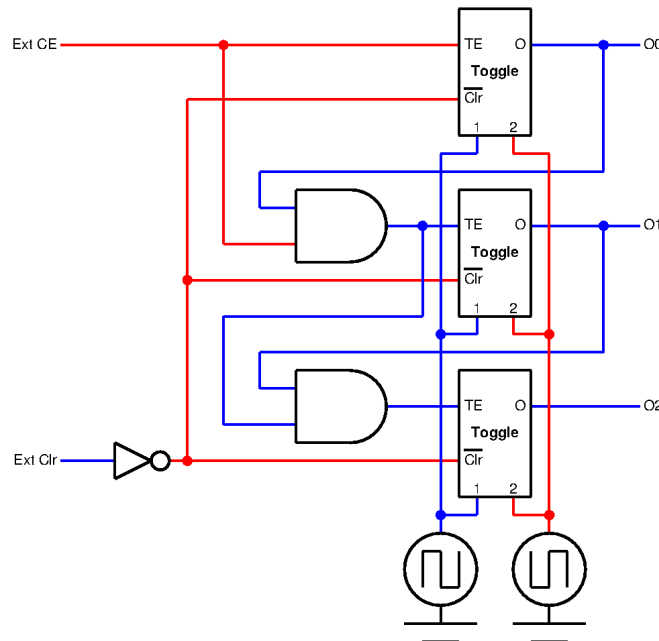 Ext CE
TE O
O0
Toggle
Clr
1 2
TE O
O1
Toggle
Clr
1 2
TE O
O2
Toggle
Ext Clr
Clr
1 2